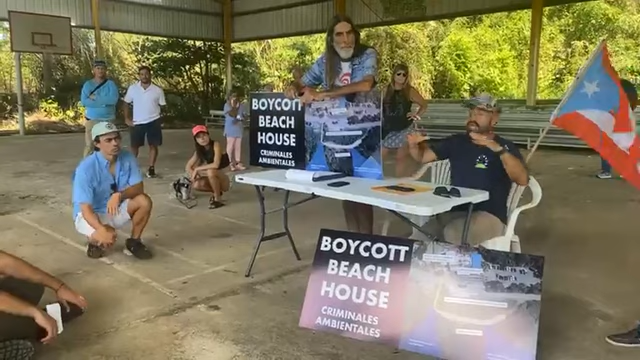 BOYCOTT
BEACH
HOUSE
CRIMINALES
AMBIENTALES
BOYCOTT
BEACH
HOUSE
CRIMINALES
AMBIENTALES